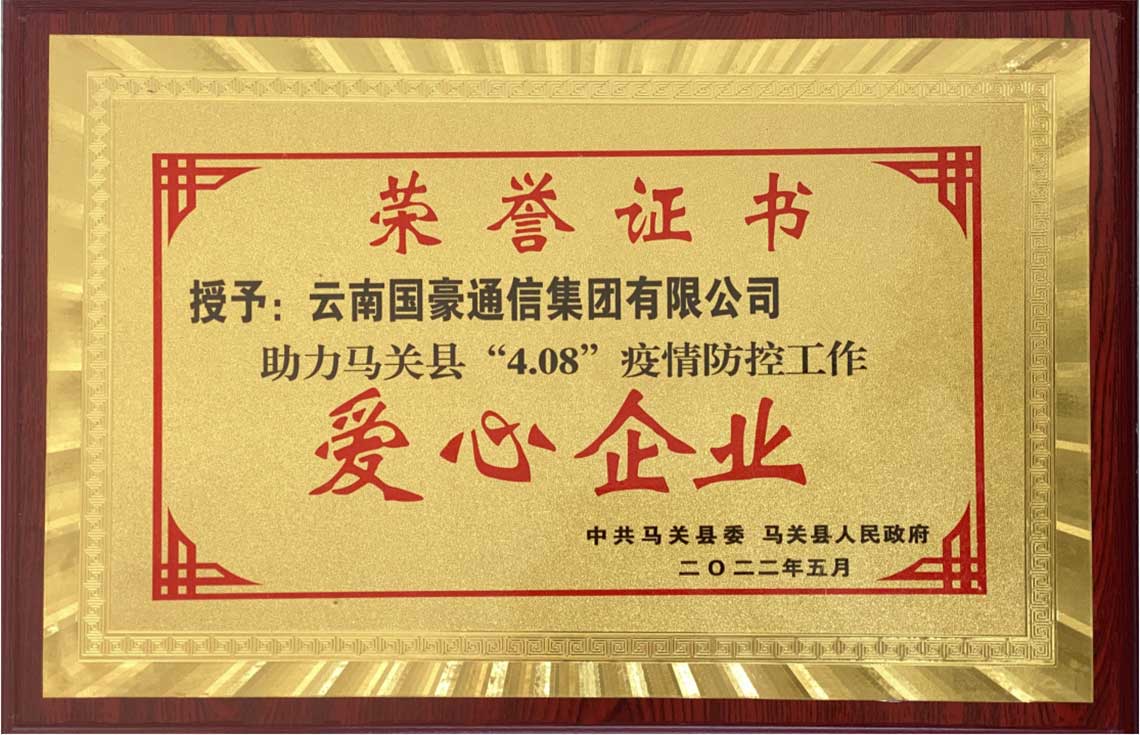 荣誉证书
授予：云南国豪通信集团有限公司
助力马关县“4.08”疫情防控工作
爱心企业
中共马关县委 马关县人民政府
二〇二二年五月